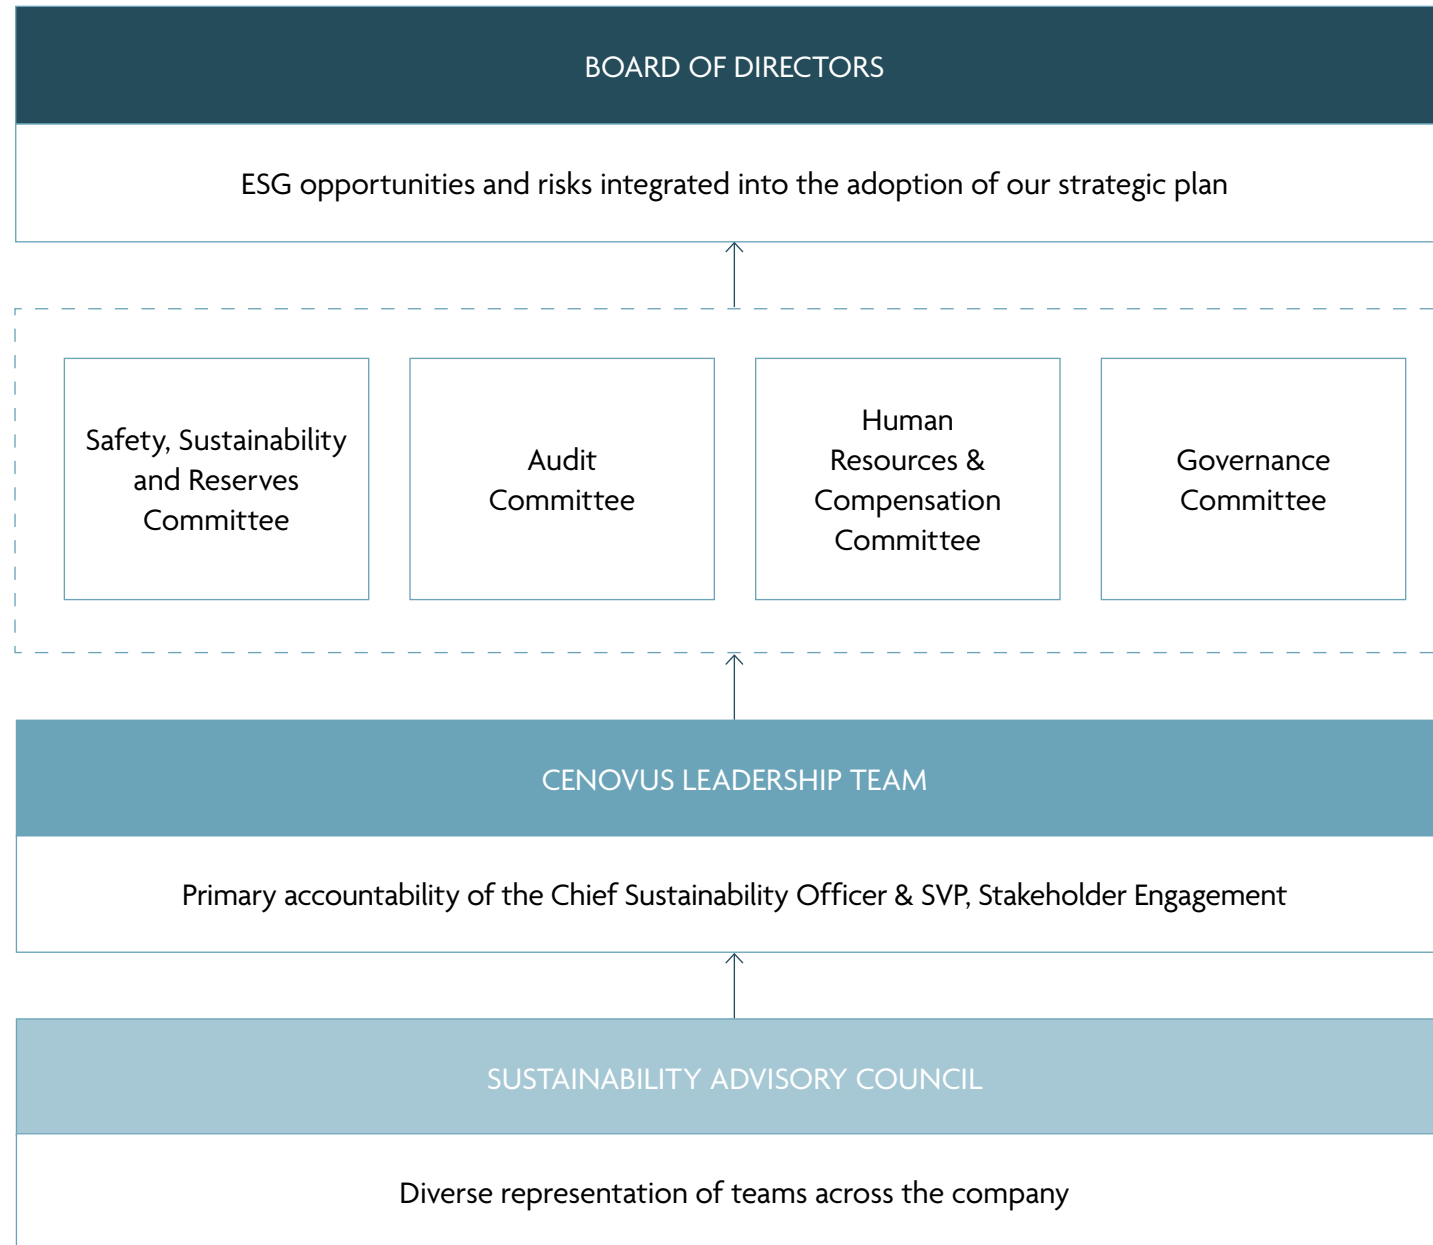 BOARD OF DIRECTORS
ESG opportunities and risks integrated into the adoption of our strategic plan
Safety, Sustainability
and Reserves
Committee
Audit
Committee
Human
Resources &
Compensation
Committee
Governance
Committee
CENOVUS LEADERSHIP TEAM
Primary accountability of the Chief Sustainability Officer & SVP, Stakeholder Engagement
SUSTAINABILITY ADVISORY COUNCIL
Diverse representation of teams across the company